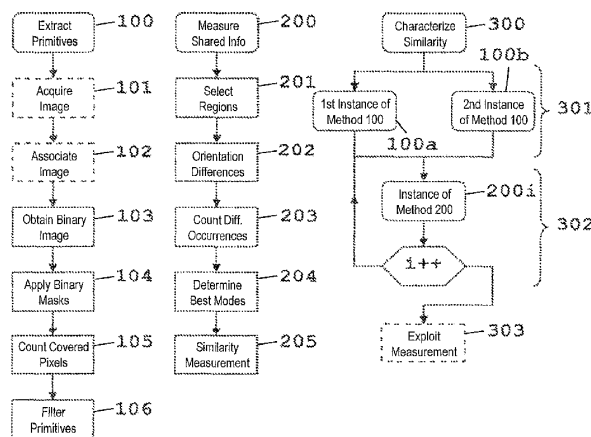 Extract
Primitives
100
Acquire
Image
101
Associate
Image
102
Obtain Binary
Image
103
Apply Binary
Masks
104
Count Covered
Pixels
105
Filter
Primitives
106
Measure
Shared Info
200
Select
Regions
201
Orientation
Differences
202
Count Diff.
Occurrences
203
Determine
Best Modes
204
Similarity
Measurement
205
Characterize
Similarity
300
100b
1st Instance of
Method 100
2nd Instance
of Method 100
301
100a
Instance of
Method 200
200i
302
i++
Exploit
Measurement
303